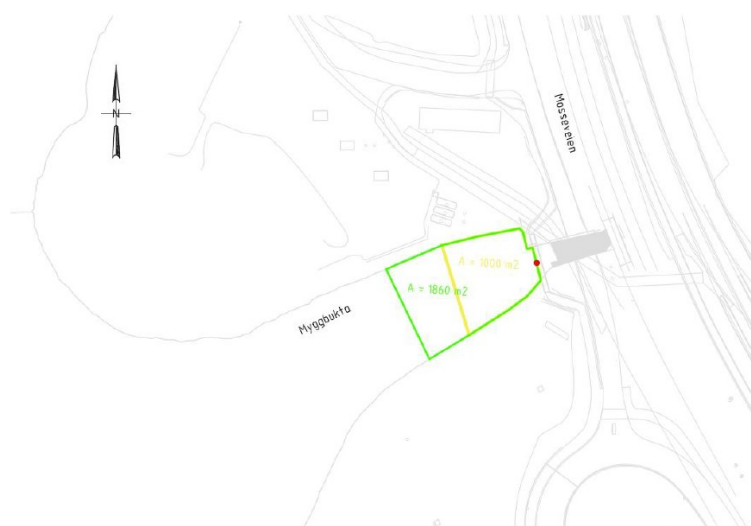 N
Mosseveien
A = 1000 m2
A = 1860 m2
Myggbukta